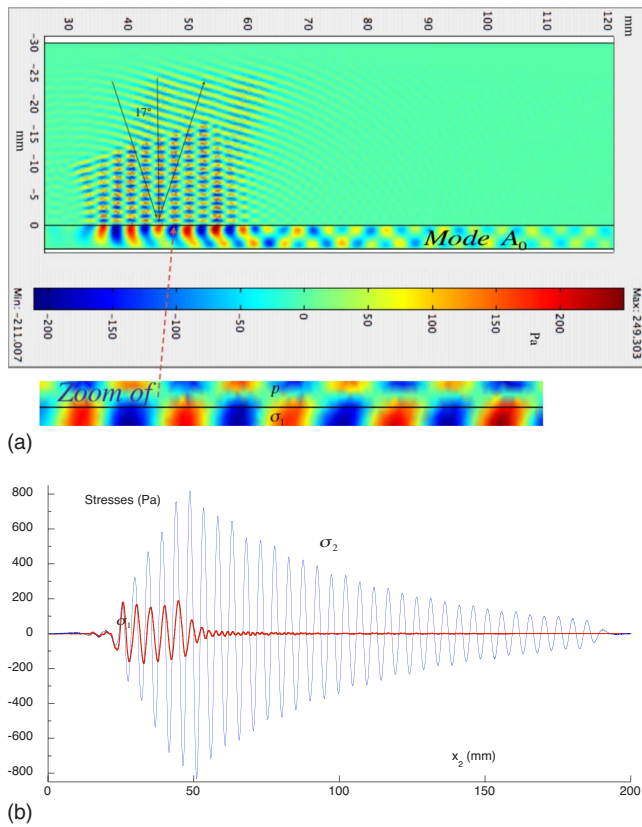 30 40 50 60 70 80 90 100 110 120 mm
-30
-25
-20
-15
-10
-5
0
mm
17°
Mode A₀
Min: -211.007
-200 -150 -100 -50 0 50 100 150 200
Pa
Max: 249.303
Zoom of
p
σ₁
(a)
800
600
400
200
0
-200
-400
-600
-800
Stresses (Pa)
σ₂
σ₁
x_2 (mm)
0 50 100 150 200
(b)